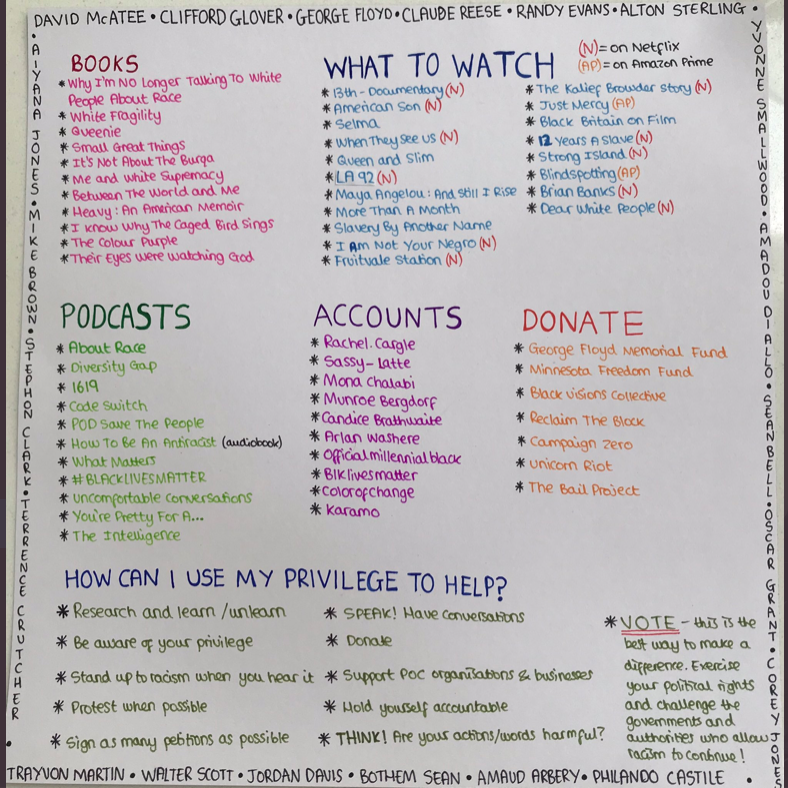 DAVID McATEE • CLIFFORD GLOVER • GEORGE FLOYD • CLAUDE REESE • RANDY EVANS • ALTON STERLING •
• AIYANA JONES • MIKE BROWN • STEPHON CLARK • TERRENCE CRUTCHER •
BOOKS
* Why I'm NO Longer Talking To White
People About Race
* White Fragility
* Queenie
* Small Great Things
* It's Not About The Burqa
* Me and White Supremacy
* Between The World and Me
* Heavy: An American Memoir
* I know Why The Caged Bird Sings
* The Colour Purple
* Their Eyes were watching God
WHAT TO WATCH
(N) = on Netflix
(AP) = on Amazon Prime
* 13th - Documentary (N)
* American Son (N)
* Selma
* When They See us (N)
* Queen and Slim
* LA 92 (N)
* Maya Angelou: And Still I Rise
* More Than A Month
* Slavery By Another Name
* I Am Not Your Negro (N)
* Fruitvale Station (N)
* The Kalief Browder Story (N)
* Just Mercy (AP)
* Black Britain on Film
* 12 Years A Slave (N)
* Strong Island (N)
* Blindspotting (AP)
* Brian Banks (N)
* Dear White People (N)
PODCASTS
* About Race
* Diversity Gap
* 1619
* Code Switch
* POD Save The People
* How To Be An Antiracist (audiobook)
* What Matters
* #BLACKLIVESMATTER
* uncomfortable conversations
* You're Pretty For A...
* The Intelligence
ACCOUNTS
* Rachel.Cargle
* Sassy-latte
* Mona Chalabi
* Munroe Bergdorf
* Candice Brathwaite
* Arlan washere
* Official millennial black
* Blklivesmatter
* Colorofchange
* Karamo
DONATE
* George Floyd Memorial Fund
* Minnesota Freedom Fund
* Black visions Collective
* Reclaim The Block
* Campaign Zero
* unicorn Riot
* The Bail Project
HOW CAN I USE MY PRIVILEGE TO HELP?
* Research and learn / unlearn
* Be aware of your privilege
* Stand up to racism when you hear it
* Protest when possible
* Sign as many petitions as possible
* SPEAK! Have Conversations
* Donate
* Support POC organisations & businesses
* Hold yourself accountable
* THINK! Are your actions/words harmful?
* VOTE - this is the
best way to make a
difference. Exercise
your political rights
and challenge the
governments and
authorities who allow
racism to continue!
YVONNE SMALLWOOD • AMADOU DIALLO • SEAN BELL • OSCAR GRANT • COREY JONES
TRAYVON MARTIN • WALTER SCOTT • JORDAN DAVIS • BOTHEM SEAN • AMAUD ARBERY • PHILANDO CASTILE •